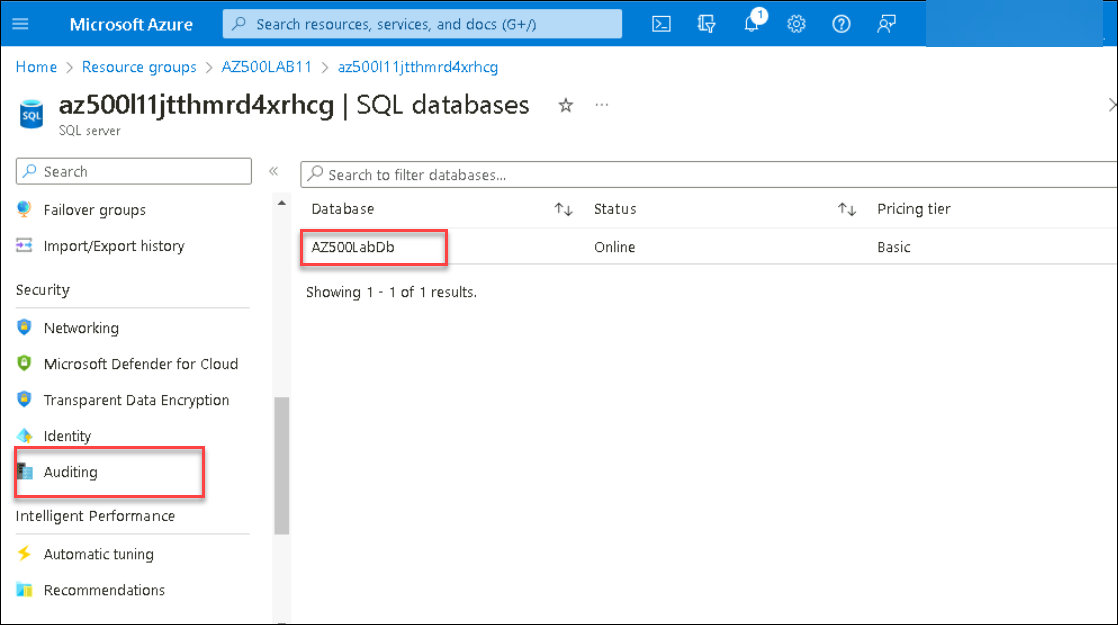 Microsoft Azure
Search resources, services, and docs (G+/)
1
Home > Resource groups > AZ500LAB11 > az500l11jtthmrd4xrhcg
SQL
az500l11jtthmrd4xrhcg | SQL databases
SQL server
Search
Failover groups
Import/Export history
Security
Networking
Microsoft Defender for Cloud
Transparent Data Encryption
Identity
Auditing
Intelligent Performance
Automatic tuning
Recommendations
Search to filter databases...
Database Status Pricing tier
AZ500LabDb Online Basic
Showing 1 - 1 of 1 results.